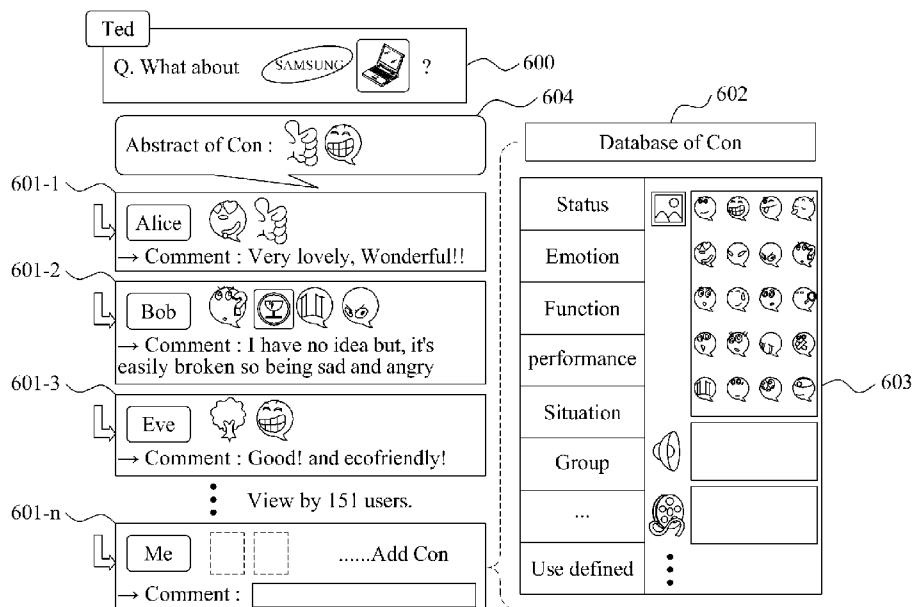 Ted
Q. What about SAMSUNG ?
600
604
602
Abstract of Con :
Database of Con
601-1
Alice
→ Comment : Very lovely, Wonderful!!
601-2
Bob
→ Comment : I have no idea but, it's
easily broken so being sad and angry
601-3
Eve
→ Comment : Good! and ecofriendly!
View by 151 users.
601-n
Me
......Add Con
→ Comment :
Status
Emotion
Function
performance
Situation
Group
...
Use defined
603